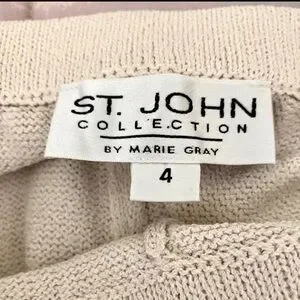 ST. JOHN
COLLECTION
BY MARIE GRAY
4